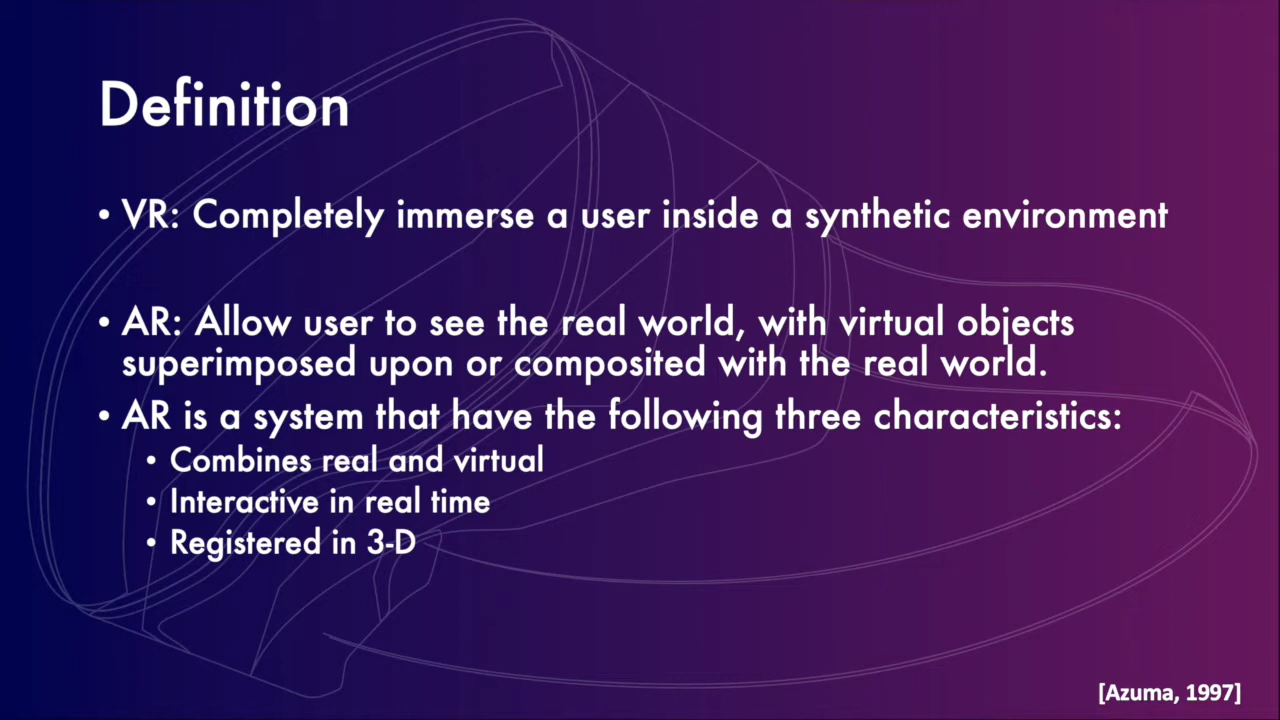 Definition
• VR: Completely immerse a user inside a synthetic environment
• AR: Allow user to see the real world, with virtual objects
superimposed upon or composited with the real world.
• AR is a system that have the following three characteristics:
• Combines real and virtual
• Interactive in real time
• Registered in 3-D
[Azuma, 1997]